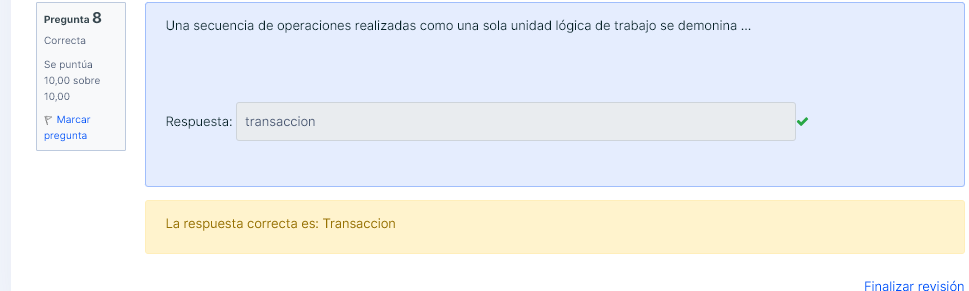 Pregunta 8
Correcta
Se puntúa
10,00 sobre
10,00
Marcar
pregunta
Una secuencia de operaciones realizadas como una sola unidad lógica de trabajo se demonina ...
Respuesta: transaccion
La respuesta correcta es: Transaccion
Finalizar revisión